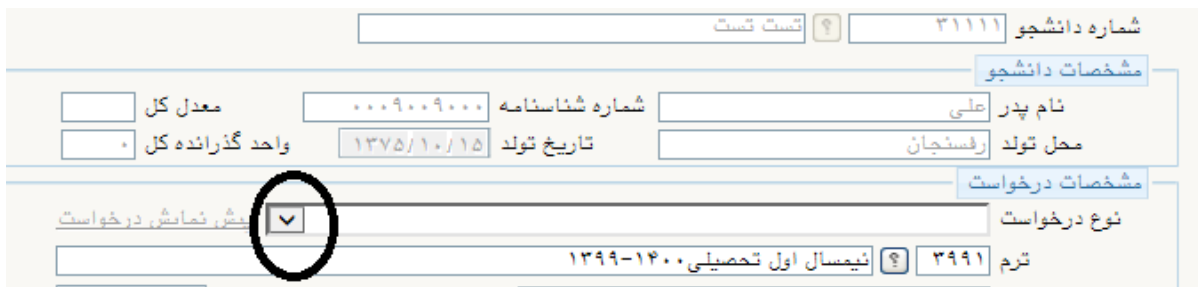 شماره دانشجو ۳۱۱۱۱ ؟ تست تست
مشخصات دانشجو
نام پدر علی شماره شناسنامه ۰۰۰۹۰۰۹۰۰۰ معدل کل
محل تولد رفسنجان تاریخ تولد ۱۳۷۵/۱۰/۱۵ واحد گذرانده کل ۰
مشخصات درخواست
نوع درخواست پیش نمایش درخواست
ترم ۳۹۹۱ ؟ نیمسال اول تحصیلی ۱۴۰۰-۱۳۹۹